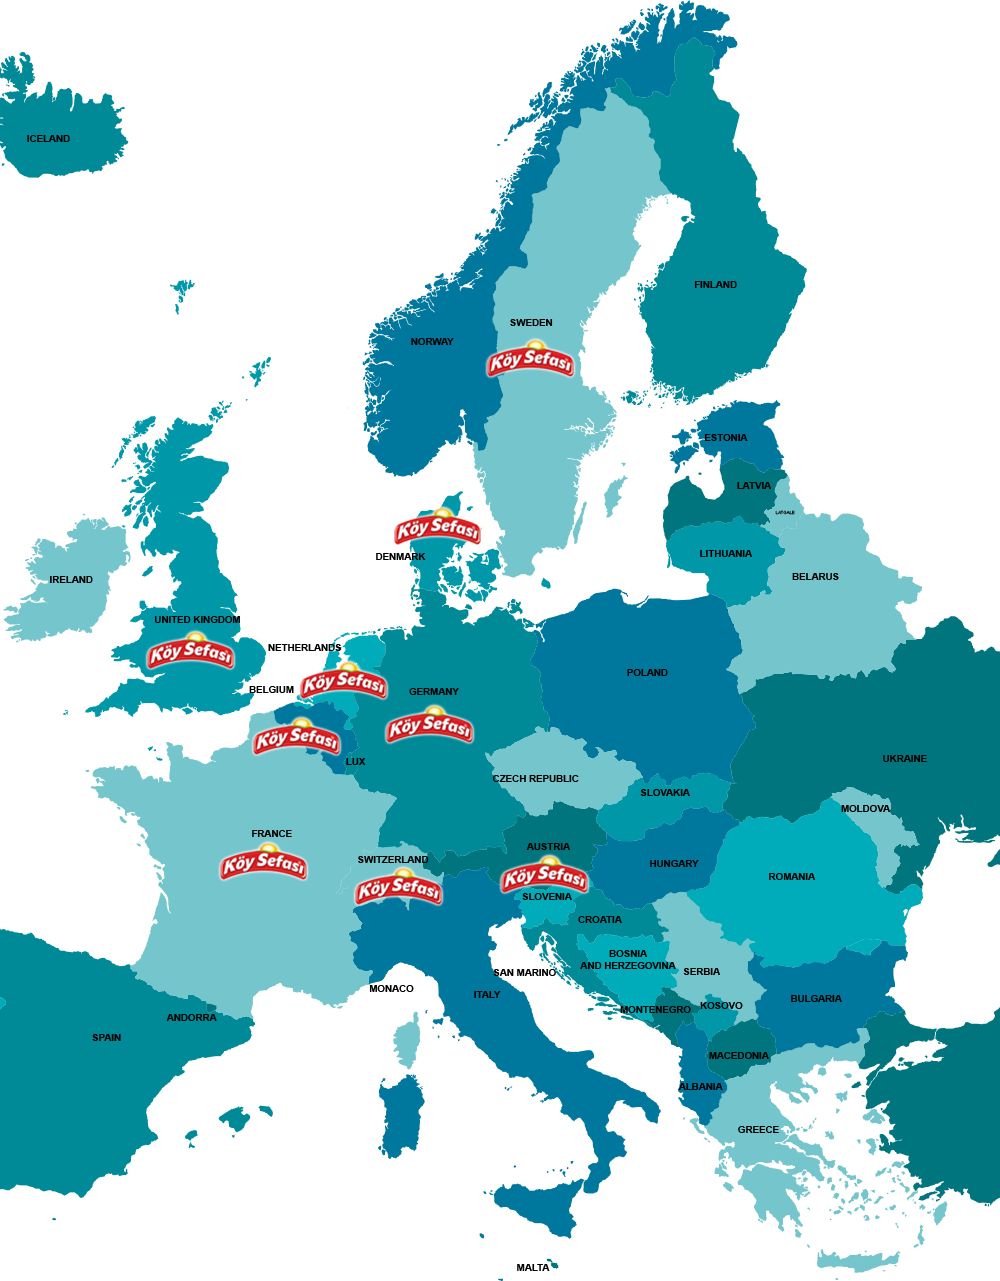 ICELAND
FINLAND
SWEDEN
NORWAY
Köy Sefası
ESTONIA
LATVIA
LATGALE
Köy Sefası
DENMARK
LITHUANIA
BELARUS
IRELAND
UNITED KINGDOM
Köy Sefası
NETHERLANDS
Köy Sefası
POLAND
BELGIUM
GERMANY
Köy Sefası
Köy Sefası
LUX
UKRAINE
CZECH REPUBLIC
SLOVAKIA
MOLDOVA
FRANCE
Köy Sefası
AUSTRIA
Köy Sefası
SWITZERLAND
Köy Sefası
HUNGARY
ROMANIA
SLOVENIA
CROATIA
BOSNIA
AND HERZEGOVINA
SERBIA
SAN MARINO
MONACO
ITALY
BULGARIA
KOSOVO
MONTENEGRO
ANDORRA
SPAIN
MACEDONIA
ALBANIA
GREECE
MALTA